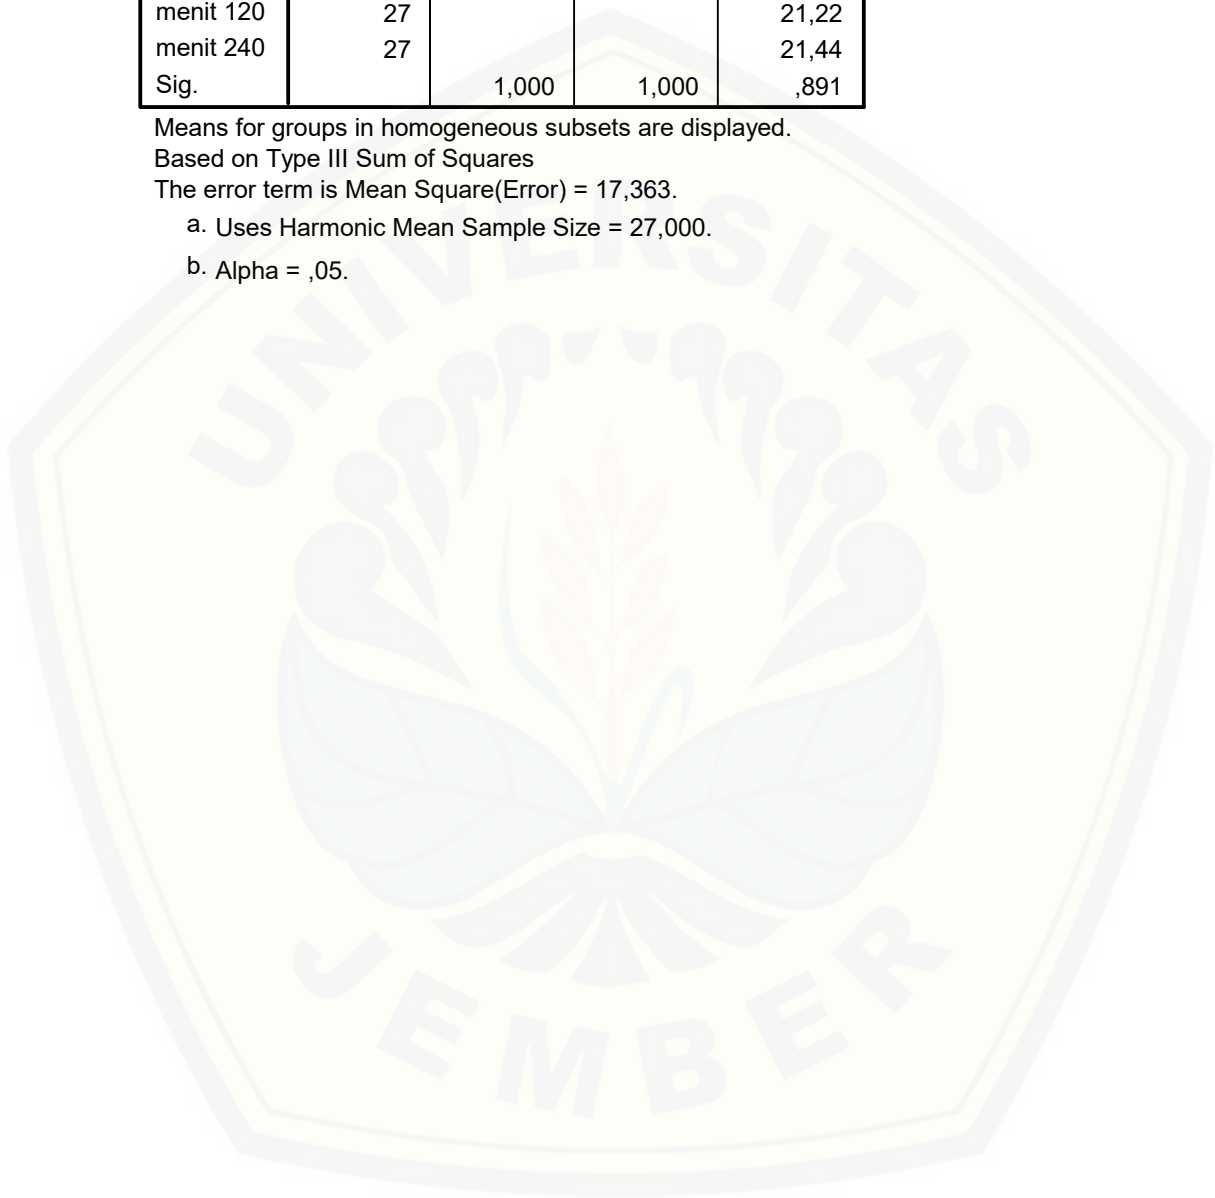 menit 120 27 21,22
menit 240 27 21,44
Sig. 1,000 1,000 ,891
Means for groups in homogeneous subsets are displayed.
Based on Type III Sum of Squares
The error term is Mean Square(Error) = 17,363.
a. Uses Harmonic Mean Sample Size = 27,000.
b. Alpha = ,05.
UNIVERSITAS
JEMBER